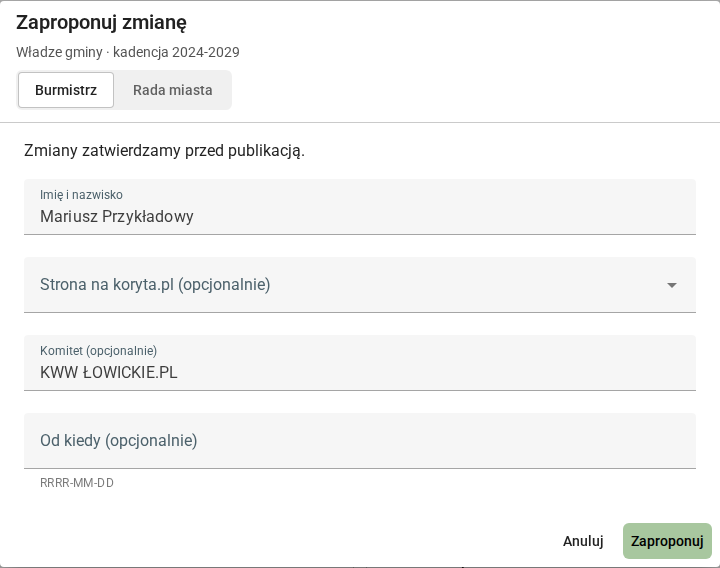 Zaproponuj zmianę
Władze gminy · kadencja 2024-2029
Burmistrz Rada miasta
Zmiany zatwierdzamy przed publikacją.
Imię i nazwisko
Mariusz Przykładowy
Strona na koryta.pl (opcjonalnie)
Komitet (opcjonalnie)
KWW ŁOWICKIE.PL
Od kiedy (opcjonalnie)
RRRR-MM-DD
Anuluj Zaproponuj